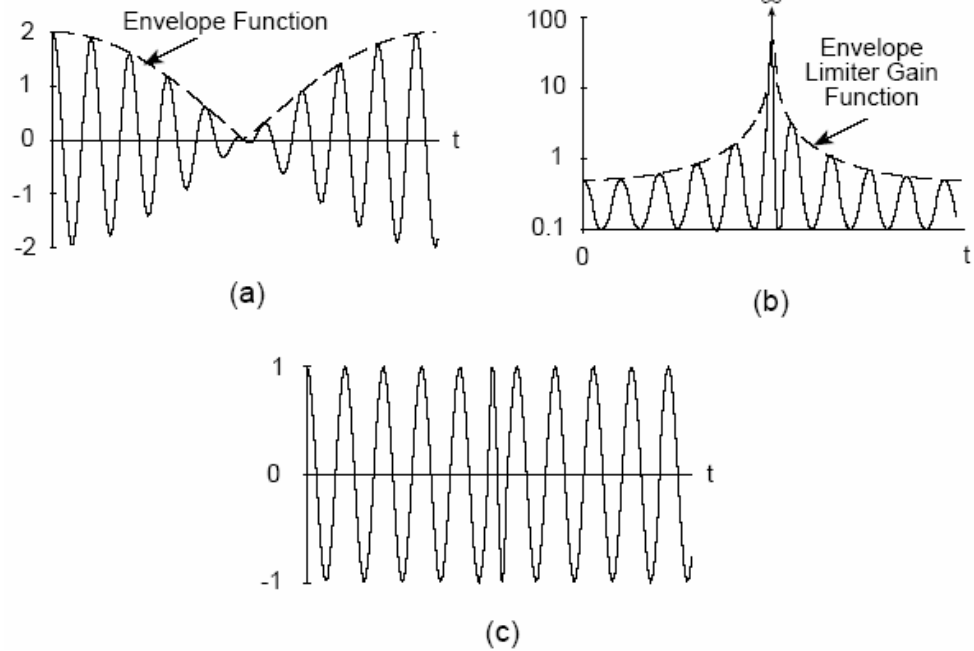 Envelope Function
2
1
0
-1
-2
t
(a)
∞
100
10
1
0.1
Envelope
Limiter Gain
Function
0
t
(b)
1
0
-1
t
(c)